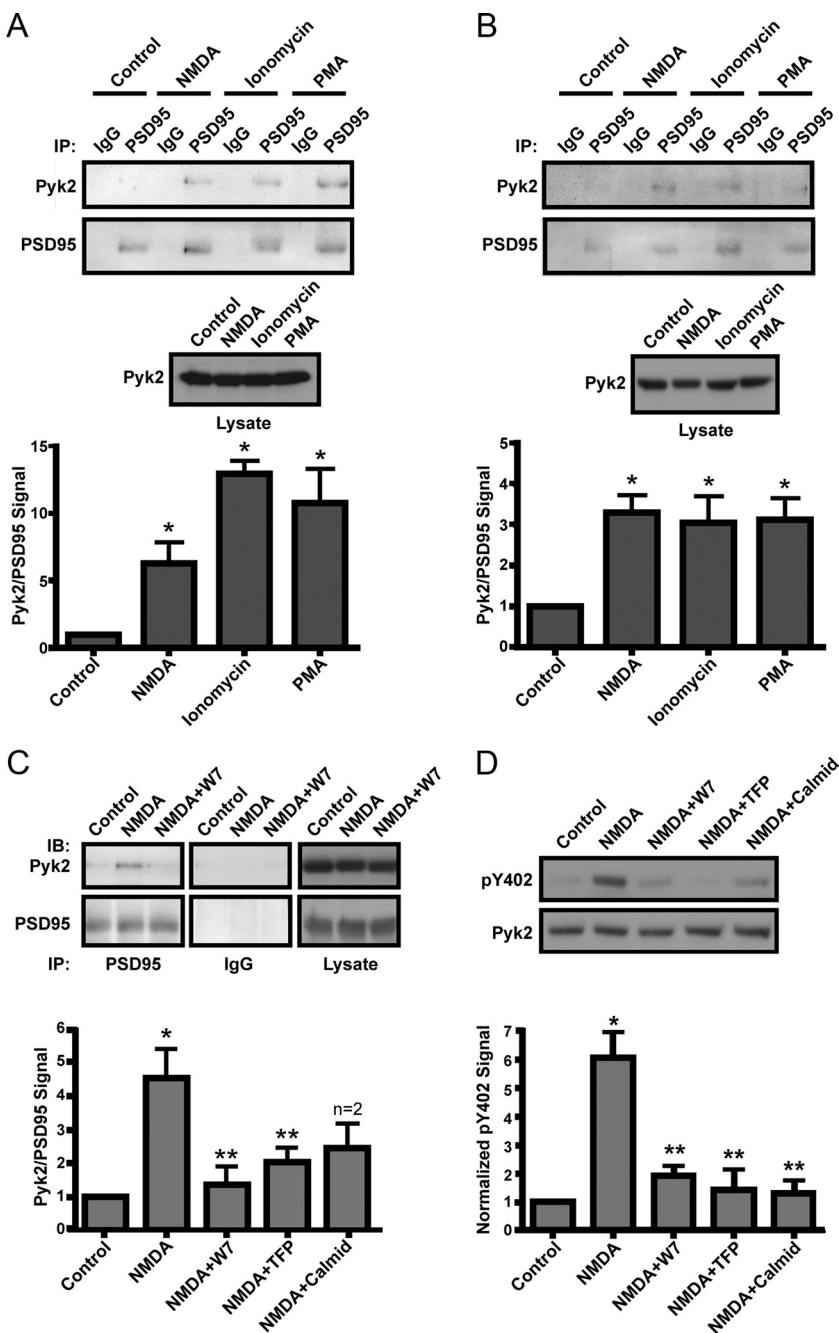 A
Control NMDA Ionomycin PMA
IP: IgG PSD95 IgG PSD95 IgG PSD95 IgG PSD95
Pyk2
PSD95
Control NMDA Ionomycin PMA
Pyk2
Lysate
Pyk2/PSD95 Signal
15
10
5
0
* * *
Control NMDA Ionomycin PMA
B
Control NMDA Ionomycin PMA
IP: IgG PSD95 IgG PSD95 IgG PSD95 IgG PSD95
Pyk2
PSD95
Control NMDA Ionomycin PMA
Pyk2
Lysate
Pyk2/PSD95 Signal
5
4
3
2
1
0
* * *
Control NMDA Ionomycin PMA
C
Control NMDA NMDA+W7 Control NMDA NMDA+W7 Control NMDA NMDA+W7
IB:
Pyk2
PSD95
IP: PSD95 IgG Lysate
Pyk2/PSD95 Signal
6
5
4
3
2
1
0
* ** ** n=2
Control NMDA NMDA+W7 NMDA+TFP NMDA+Calmid
D
Control NMDA NMDA+W7 NMDA+TFP NMDA+Calmid
pY402
Pyk2
Normalized pY402 Signal
7
6
5
4
3
2
1
0
* ** ** **
Control NMDA NMDA+W7 NMDA+TFP NMDA+Calmid